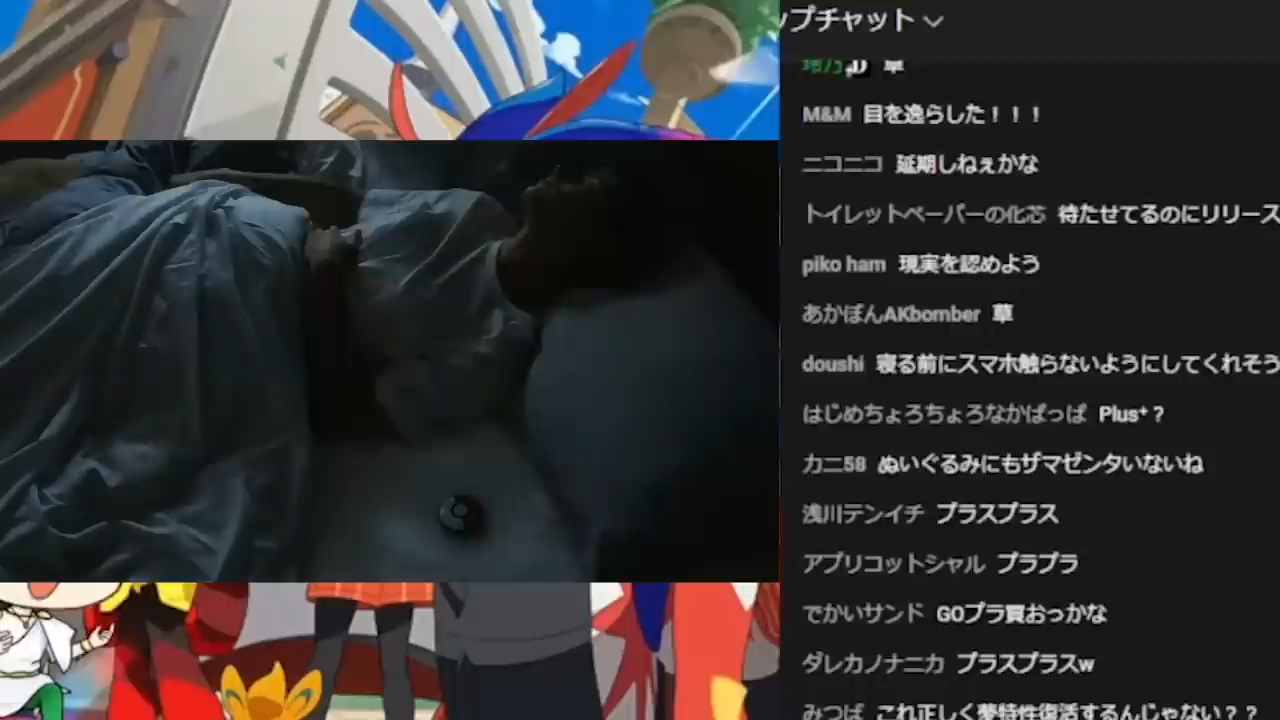 ップチャット
珀乃.D 草
M&M 目を逸らした！！！
ニコニコ 延期しねぇかな
トイレットペーパーの化芯 待たせてるのにリリース
piko ham 現実を認めよう
あかぽんAKbomber 草
doushi 寝る前にスマホ触らないようにしてくれそう
はじめちょろちょろなかぱっぱ Plus⁺？
カニ58 ぬいぐるみにもザマゼンタいないね
浅川テンイチ プラスプラス
アプリコットシャル プラプラ
でかいサンド GOプラ買おっかな
ダレカノナニカ プラスプラスw
みつば これ正しく夢特性復活するんじゃない？？